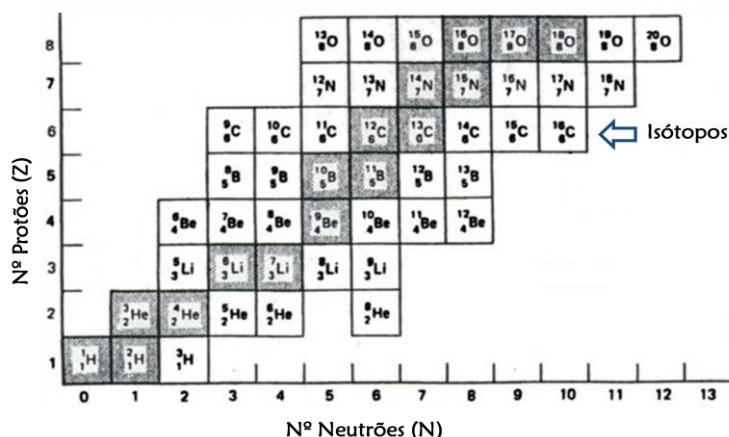 8 ¹³₈O ¹⁴₈O ¹⁵₈O ¹⁶₈O ¹⁷₈O ¹⁸₈O ¹⁹₈O ²⁰₈O
7 ¹²₇N ¹³₇N ¹⁴₇N ¹⁵₇N ¹⁶₇N ¹⁷₇N ¹⁸₇N
6 ⁹₆C ¹⁰₆C ¹¹₆C ¹²₆C ¹³₆C ¹⁴₆C ¹⁵₆C ¹⁶₆C Isótopos
5 ⁸₅B ⁹₅B ¹⁰₅B ¹¹₅B ¹²₅B ¹³₅B
4 ⁶₄Be ⁷₄Be ⁸₄Be ⁹₄Be ¹⁰₄Be ¹¹₄Be ¹²₄Be
3 ⁵₃Li ⁶₃Li ⁷₃Li ⁸₃Li ⁹₃Li
2 ³₂He ⁴₂He ⁵₂He ⁶₂He ⁸₂He
1 ¹₁H ²₁H ³₁H
0 1 2 3 4 5 6 7 8 9 10 11 12 13
Nº Protões (Z)
Nº Neutrões (N)